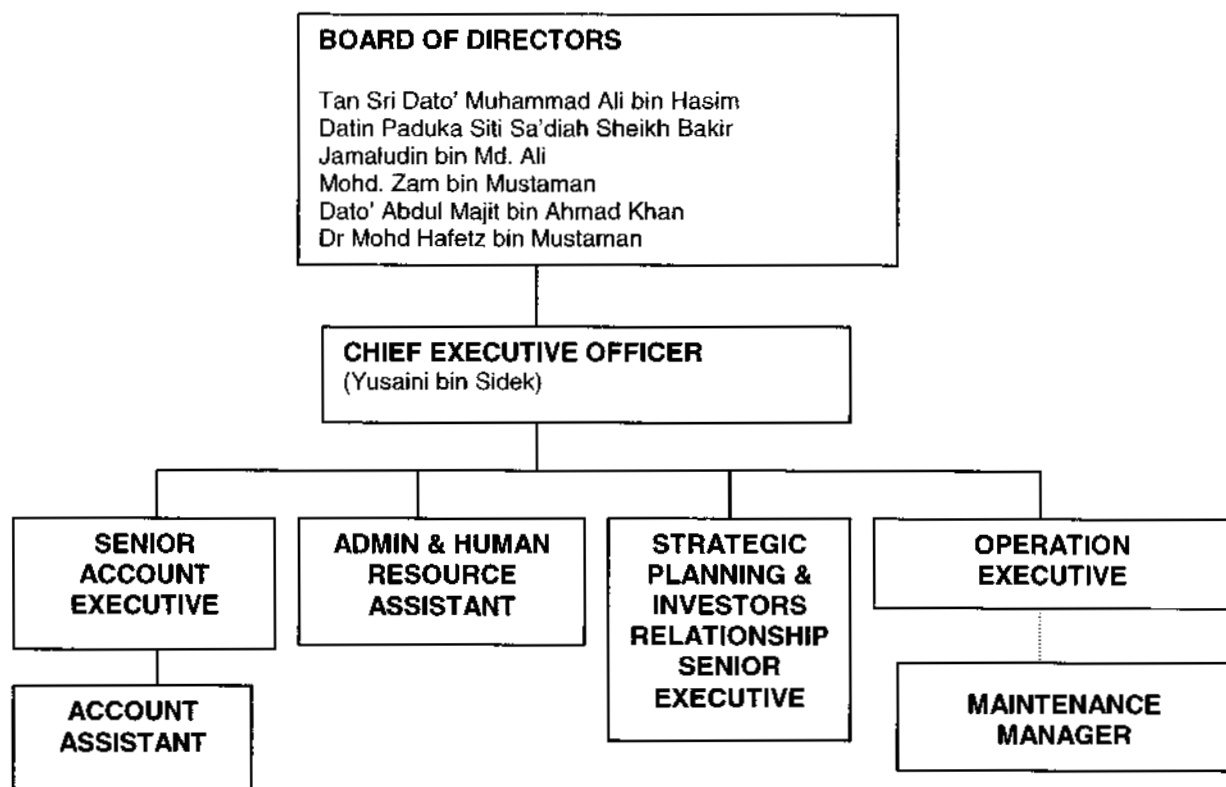 BOARD OF DIRECTORS
Tan Sri Dato' Muhammad Ali bin Hasim
Datin Paduka Siti Sa'diah Sheikh Bakir
Jamaludin bin Md. Ali
Mohd. Zam bin Mustaman
Dato' Abdul Majit bin Ahmad Khan
Dr Mohd Hafetz bin Mustaman
CHIEF EXECUTIVE OFFICER
(Yusaini bin Sidek)
SENIOR
ACCOUNT
EXECUTIVE
ADMIN & HUMAN
RESOURCE
ASSISTANT
STRATEGIC
PLANNING &
INVESTORS
RELATIONSHIP
SENIOR
EXECUTIVE
OPERATION
EXECUTIVE
ACCOUNT
ASSISTANT
MAINTENANCE
MANAGER